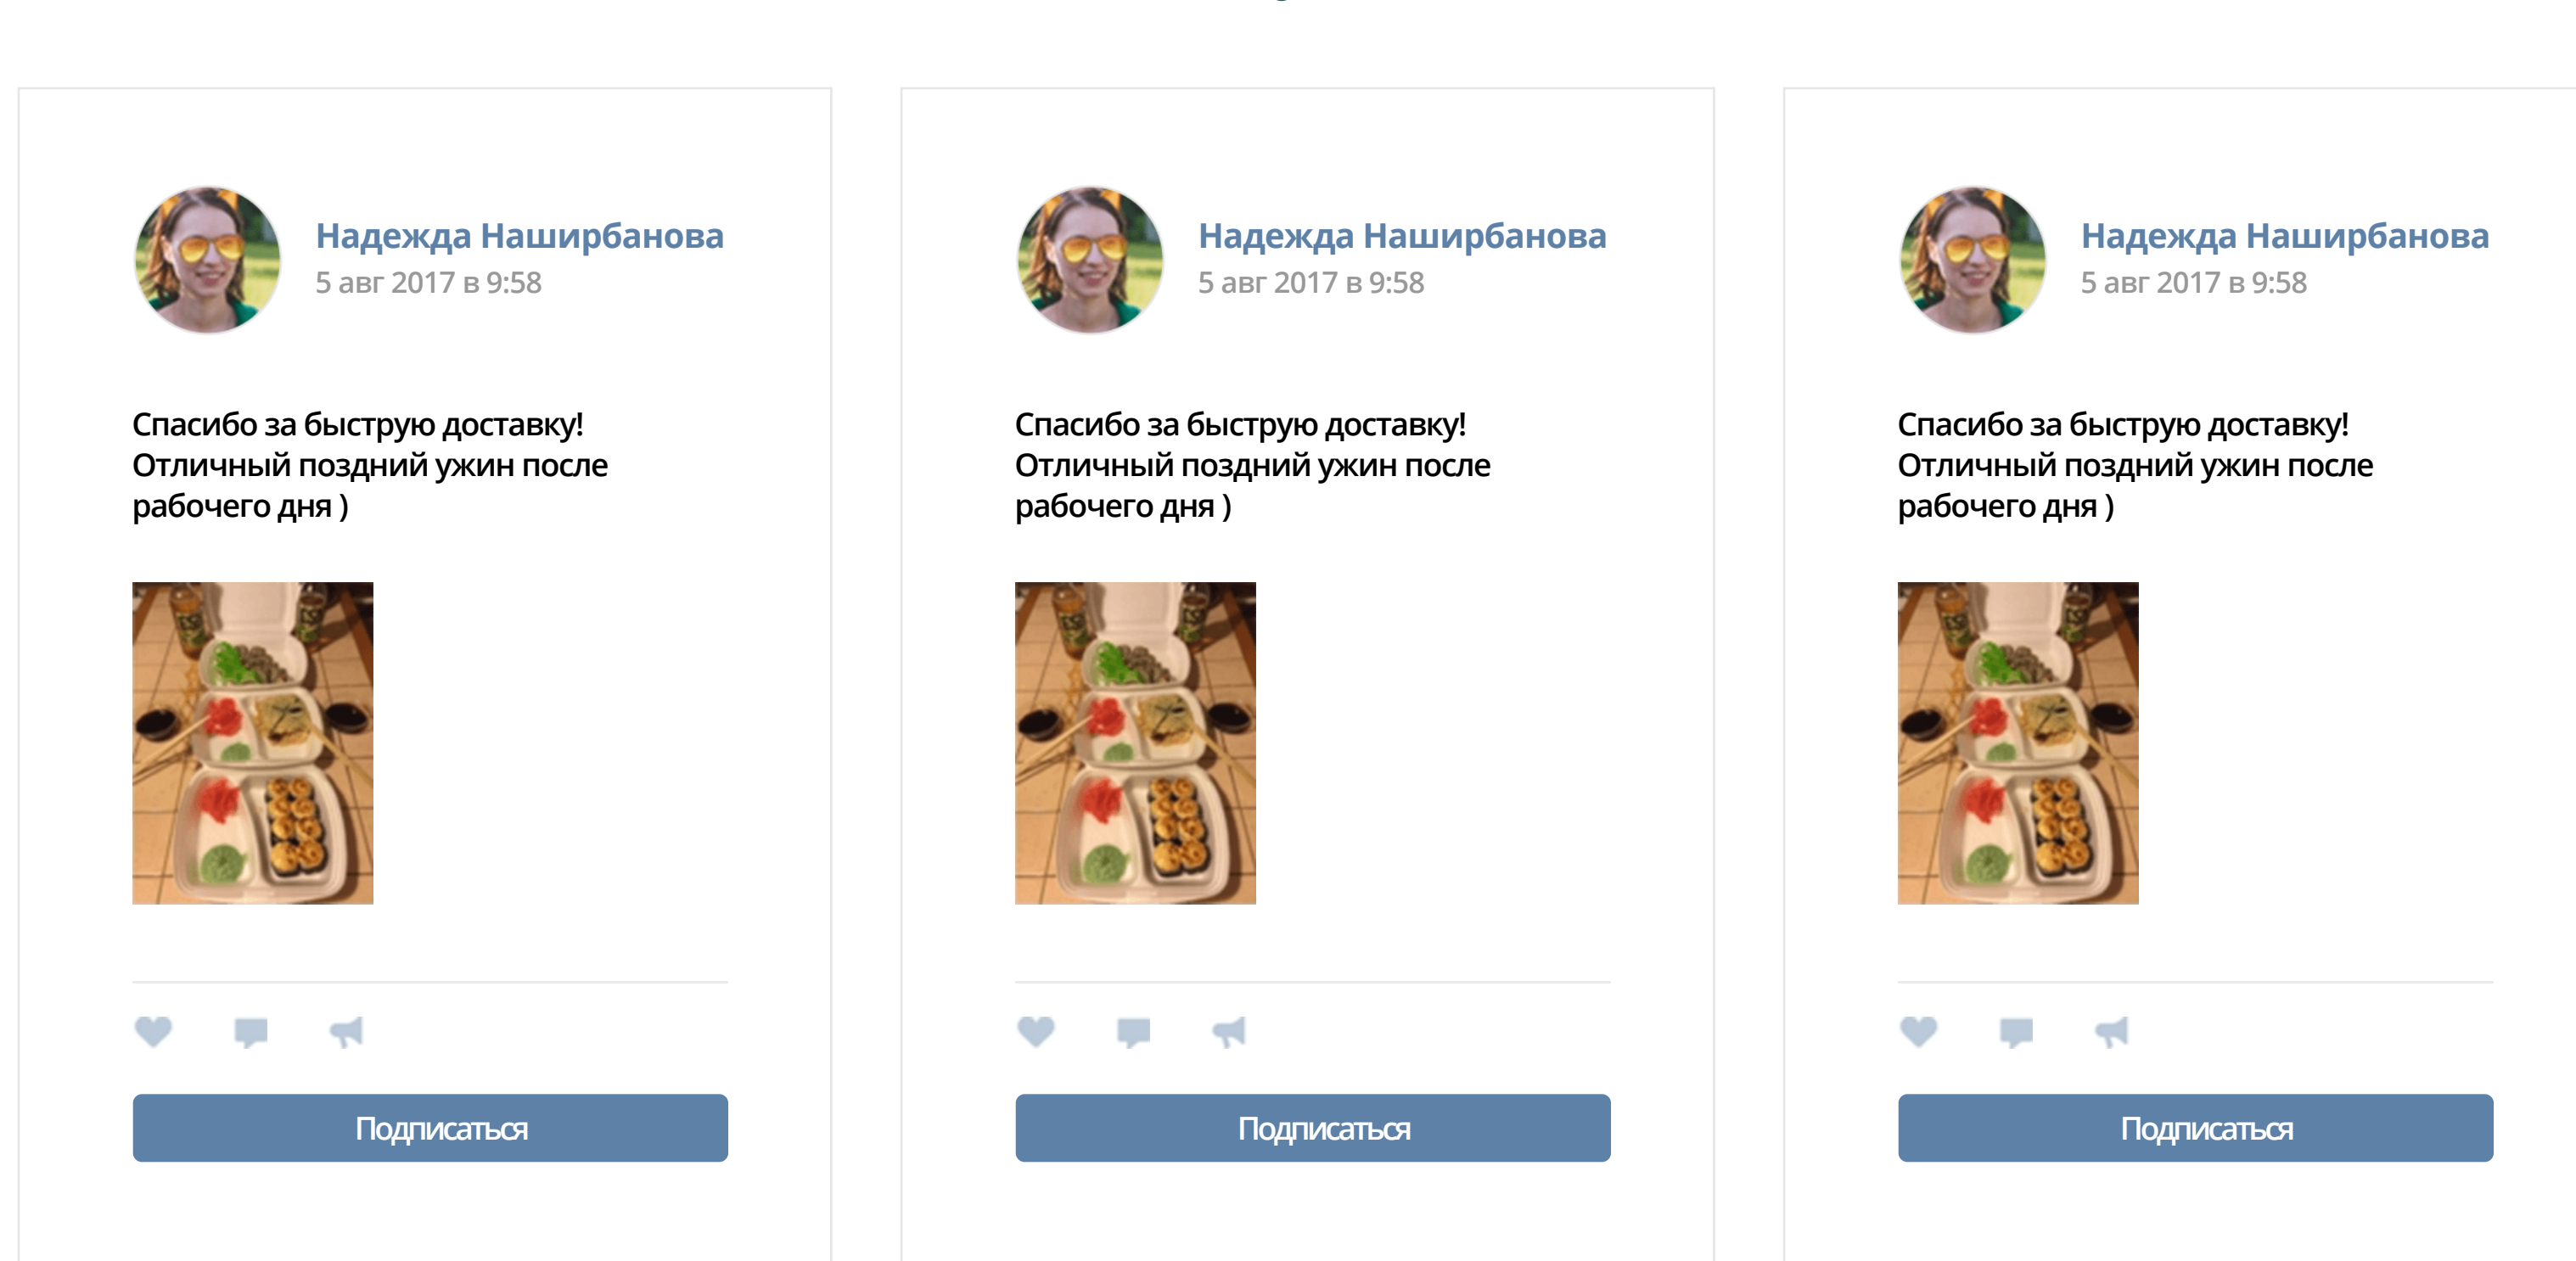 Надежда Наширбанова
5 авг 2017 в 9:58
Спасибо за быструю доставку!
Отличный поздний ужин после
рабочего дня )
Подписаться
Надежда Наширбанова
5 авг 2017 в 9:58
Спасибо за быструю доставку!
Отличный поздний ужин после
рабочего дня )
Подписаться
Надежда Наширбанова
5 авг 2017 в 9:58
Спасибо за быструю доставку!
Отличный поздний ужин после
рабочего дня )
Подписаться